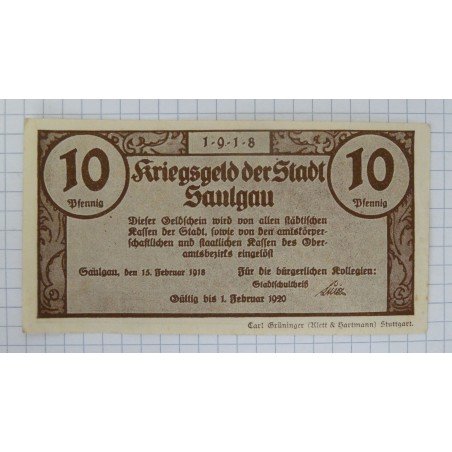 1-9-1-8
10
Pfennig
10
Pfennig
Kriegsgeld der Stadt
Saulgau
Dieser Geldschein wird von allen städtischen
Kassen der Stadt, sowie von den amtskörper-
schaftlichen und staatlichen Kassen des Ober-
amtsbezirks eingelöst
Saulgau, den 15. Februar 1918
Für die bürgerlichen Kollegien:
Stadtschultheiß
Gültig bis 1. Februar 1920
Carl Grüninger (Klett & Hartmann) Stuttgart.